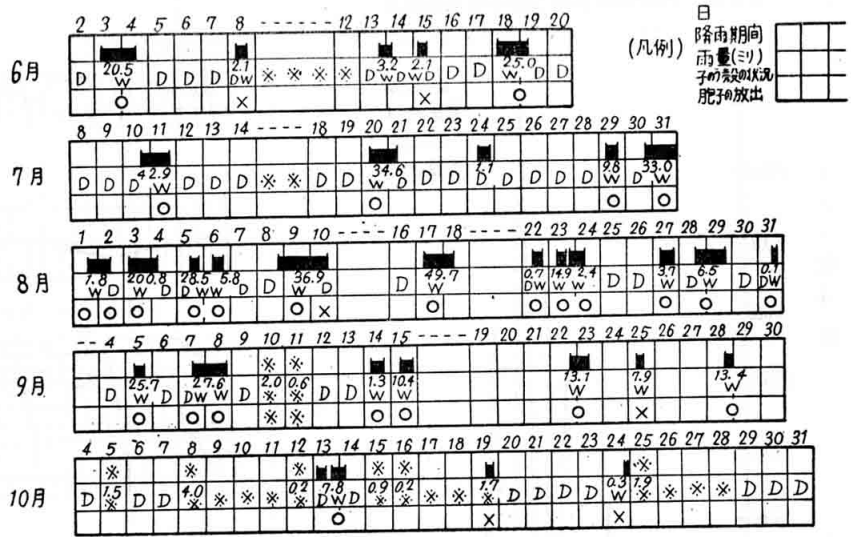 日
(凡例) 降雨期間
雨量(ミリ)
子のう殻の状況
胞子の放出
2 3 4 5 6 7 8 ------ 12 13 14 15 16 17 18 19 20
6月
20.5 2.1 3.2 2.1 25.0
D W D D D DW ※ ※ ※ ※ D W D W D D D W D D
○ × × ○
8 9 10 11 12 13 14 ---- 18 19 20 21 22 23 24 25 26 27 28 29 30 31
7月
42.9 34.6 1.1 9.8 33.0
D D D W D D D ※ ※ D D W D D D D D D D D W D W
○ ○ ○ ○
1 2 3 4 5 6 7 8 9 10 ---- 16 17 18 ---- 22 23 24 25 26 27 28 29 30 31
8月
7.8 200.8 28.5 5.8 36.9 49.7 0.7 14.9 2.4 3.7 6.5 0.1
W D W D D W W D D W D D W DW W W D D W D W D DW
○ ○ ○ ○ ○ ○ × ○ ○ ○ ○ ○ ○ ○
-- 4 5 6 7 8 9 10 11 12 13 14 15 ---- 19 20 21 22 23 24 25 26 27 28 29 30
※ ※
9月
25.7 27.6 2.0 0.6 1.3 10.4 13.1 7.9 13.4
D W D DW W D ※ ※ D D W W W W W
○ ○ ○ ※ ※ ○ ○ ○ × ○
4 5 6 7 8 9 10 11 12 13 14 15 16 17 18 19 20 21 22 23 24 25 26 27 28 29 30 31
※ ※ ※ ※ ※ ※
10月
1.5 4.0 0.2 7.8 0.9 0.2 1.7 0.3 1.9
D ※ D D ※ ※ ※ ※ ※ D W D ※ ※ ※ ※ ※ D D D D W ※ ※ ※ ※ D D D
○ × ×